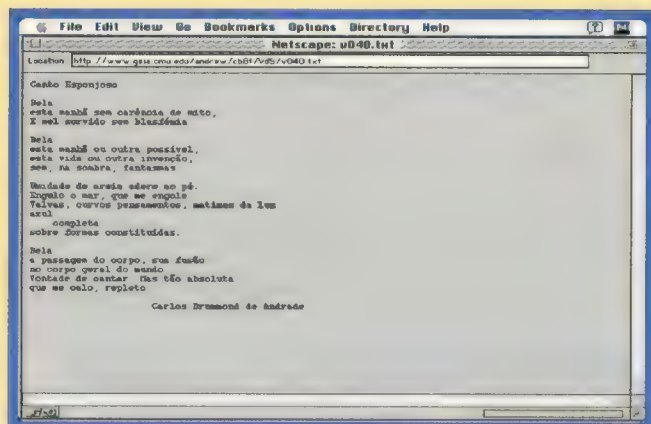 File Edit View Go Bookmarks Options Directory Help
Netscape: v040.txt
Location http://www.gsia.cmu.edu/andrew/cb8t/vd5/v040.txt
Canto Esponjoso
Bela
esta manhã sem carência de mito,
E mel sorvido sem blasfêmia
Bela
esta manhã ou outra possível,
esta vida ou outra invenção,
sem, na sombra, fantasmas
Umidade de areia adere ao pé.
Engulo o mar, que me engole
Valvas, curvos pensamentos, matizes da luz
azul
completa
sobre formas constituídas.
Bela
a passagem do corpo, sua fusão
no corpo geral do mundo
Vontade de cantar Mas tão absoluta
que me calo, repleto
Carlos Drummond de Andrade